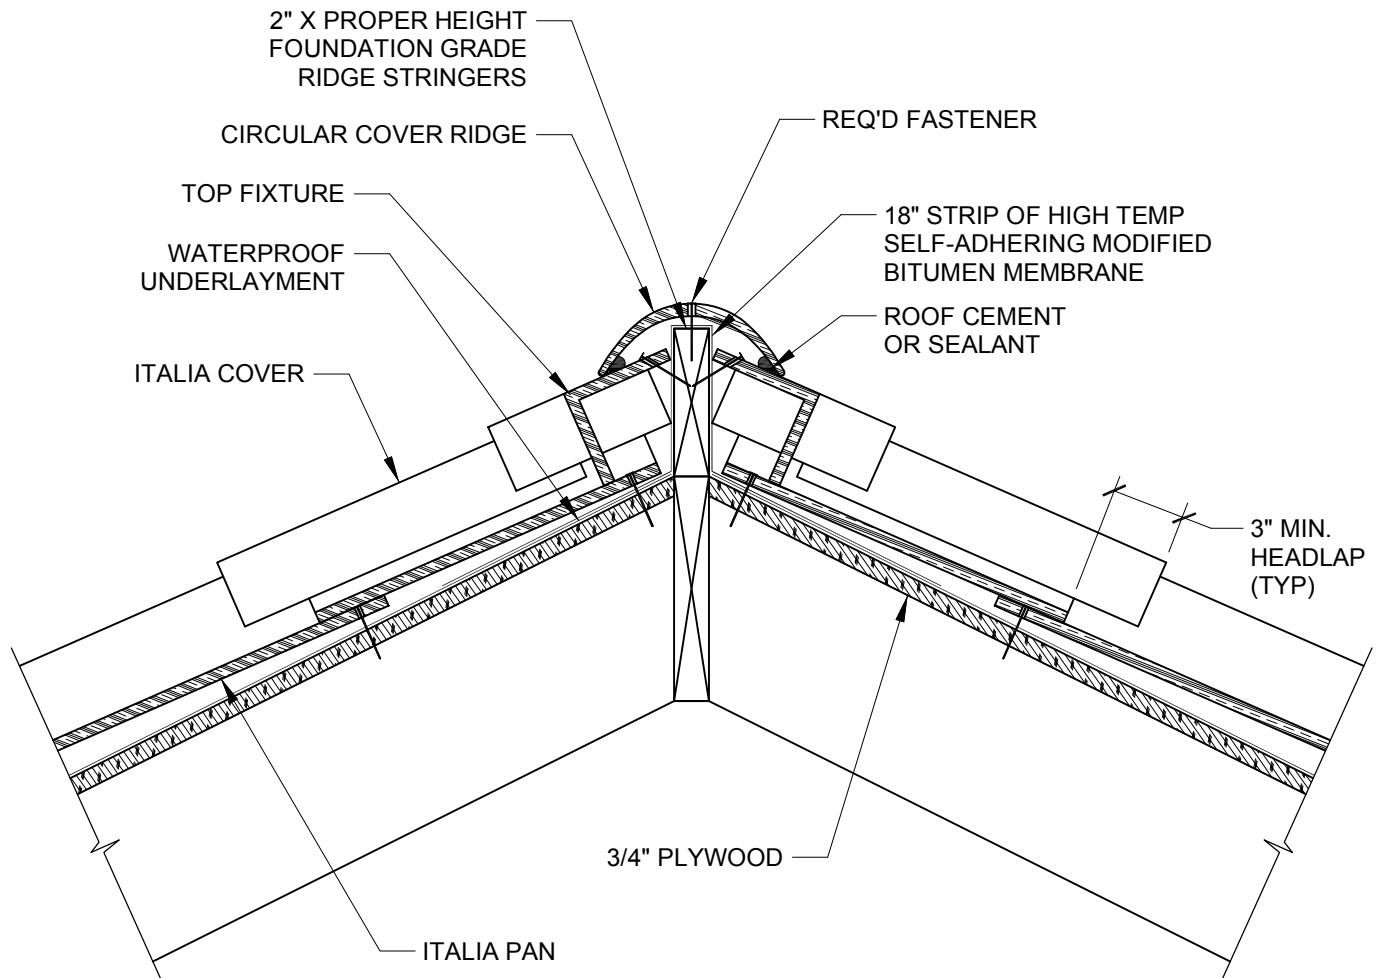 2" X PROPER HEIGHT
FOUNDATION GRADE
RIDGE STRINGERS
CIRCULAR COVER RIDGE
TOP FIXTURE
WATERPROOF
UNDERLAYMENT
ITALIA COVER
REQ'D FASTENER
18" STRIP OF HIGH TEMP
SELF-ADHERING MODIFIED
BITUMEN MEMBRANE
ROOF CEMENT
OR SEALANT
3" MIN.
HEADLAP
(TYP)
3/4" PLYWOOD
ITALIA PAN